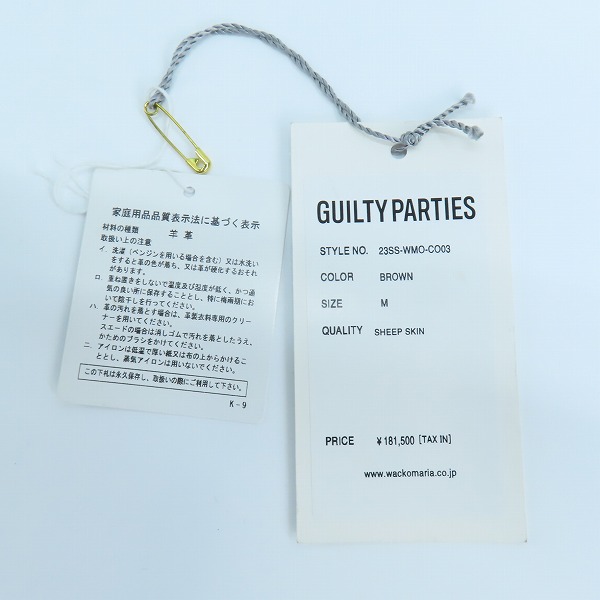 家庭用品品質表示法に基づく表示
材料の種類 羊革
取扱い上の注意
イ. 洗濯（ベンジンを用いる場合を含む）又は水洗い
をすると革の色が落ち、又は革が硬化するおそれ
があります。
ロ. 重ね置きをしないで温度及び湿度が低く、かつ通
気の良い所に保存することとし、特に梅雨期にお
いて陰干しを行ってください。
ハ. 革の汚れを落とす場合は、革製衣料専用のクリー
ナーを用いてください。
スエードの場合は消しゴムで汚れを落としたうえ、
かためのブラシをかけてください。
ニ. アイロンは低温で厚い紙又は布の上からかけるこ
ととし、蒸気アイロンは用いないでください。
この下札は永久保存し、取扱いの際にご利用して下さい。
K-9
GUILTY PARTIES
STYLE NO. 23SS-WMO-CO03
COLOR BROWN
SIZE M
QUALITY SHEEP SKIN
PRICE ¥181,500 [TAX IN]
www.wackomaria.co.jp